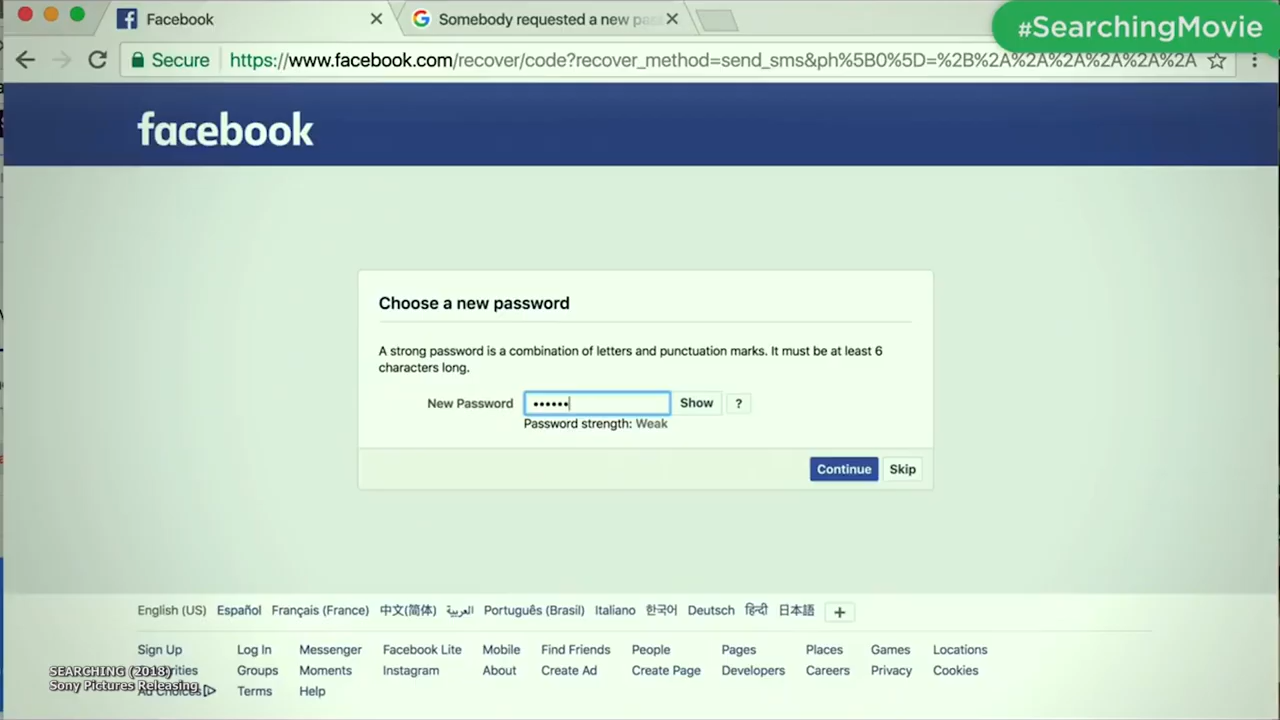 Facebook
Somebody requested a new pas
#SearchingMovie
Secure
https://www.facebook.com/recover/code?recover_method=send_sms&ph%5B0%5D=%2B%2A%2A%2A%2A%2A%2A
facebook
Choose a new password
A strong password is a combination of letters and punctuation marks. It must be at least 6
characters long.
New Password •••••• Show ?
Password strength: Weak
Continue Skip
English (US) Español Français (France) 中文(简体) العربية Português (Brasil) Italiano 한국어 Deutsch हिन्दी 日本語 +
Sign Up Log In Messenger Facebook Lite Mobile Find Friends People Pages Places Games Locations
Groups Moments Instagram About Create Ad Create Page Developers Careers Privacy Cookies
Ad Choices Terms Help
SEARCHING (2018)
Sony Pictures Releasing